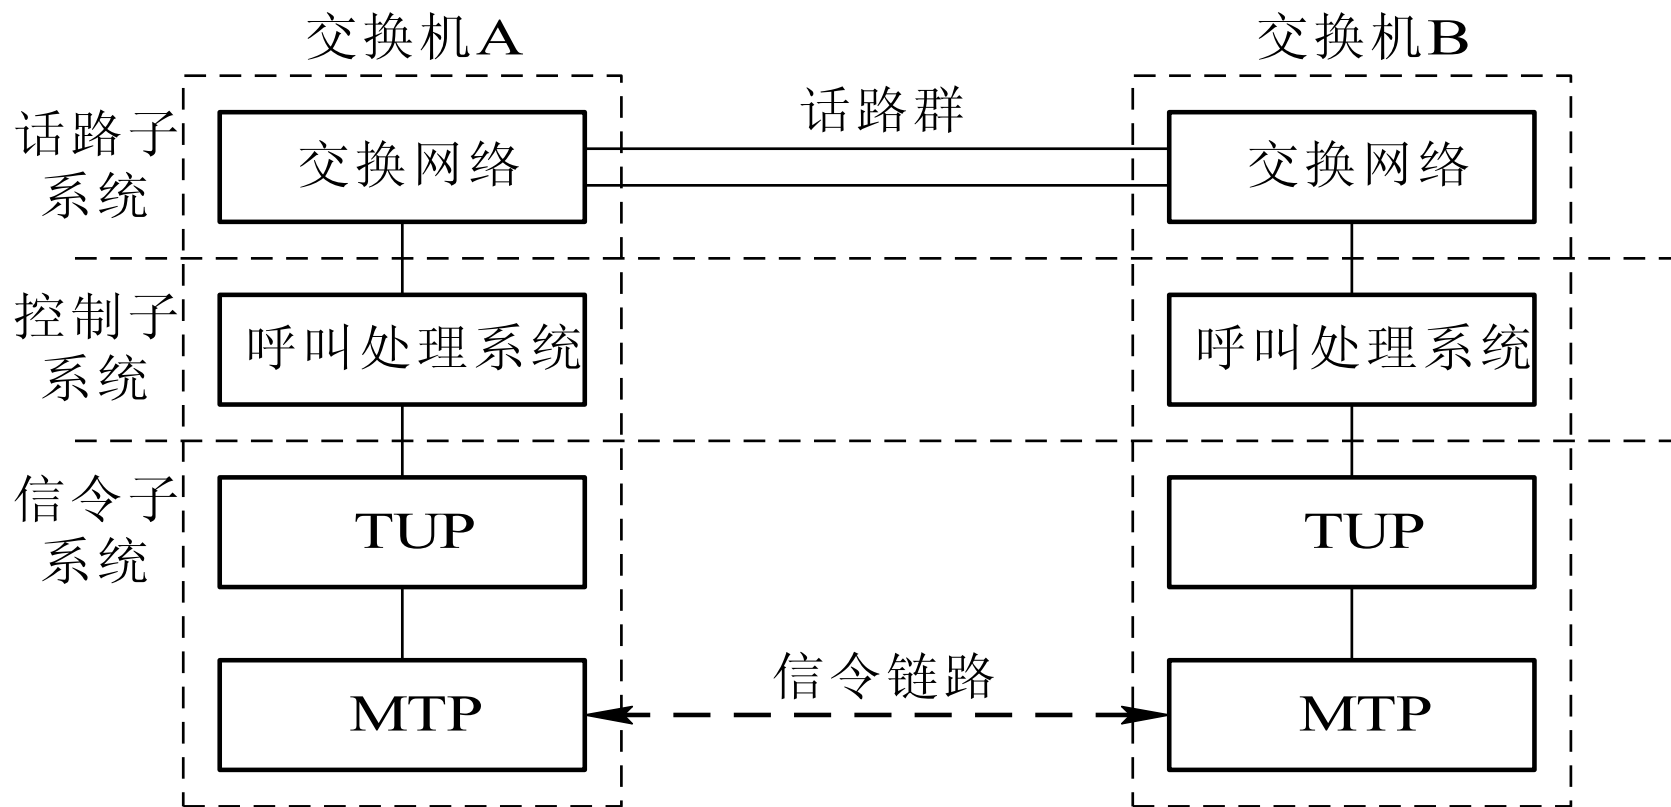 交换机A
交换机B
话路子
系统
交换网络
话路群
交换网络
控制子
系统
呼叫处理系统
呼叫处理系统
信令子
系统
TUP
TUP
MTP
信令链路
MTP